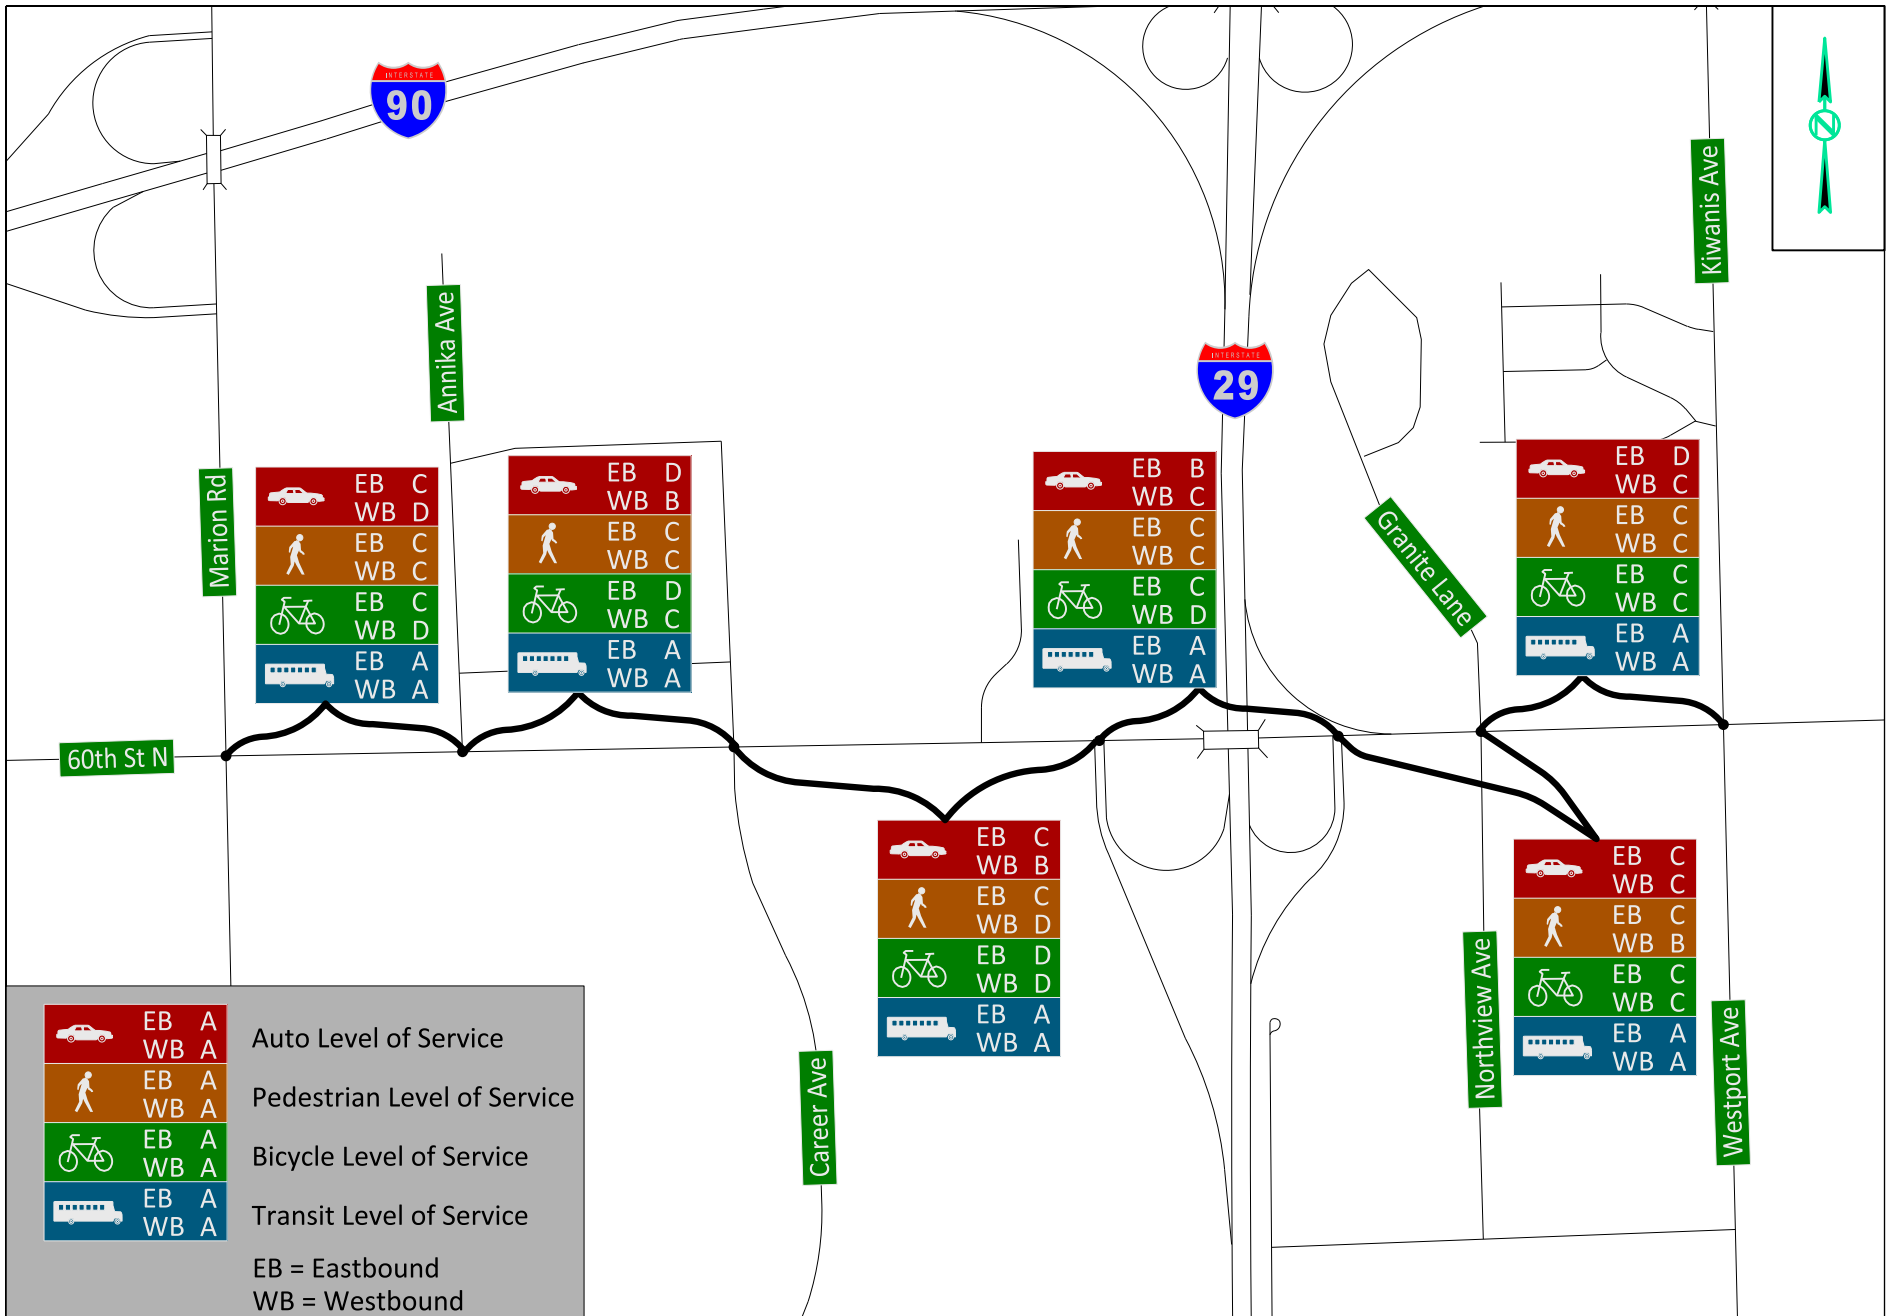 INTERSTATE
90
N
Kiwanis Ave
Annika Ave
INTERSTATE
29
Marion Rd
EB C
WB D
EB C
WB C
EB C
WB D
EB A
WB A
EB D
WB B
EB C
WB C
EB D
WB C
EB A
WB A
EB B
WB C
EB C
WB C
EB C
WB D
EB A
WB A
Granite Lane
EB D
WB C
EB C
WB C
EB C
WB C
EB A
WB A
60th St N
EB C
WB B
EB C
WB D
EB D
WB D
EB A
WB A
EB C
WB C
EB C
WB B
EB C
WB C
EB A
WB A
Northview Ave
Westport Ave
Career Ave
EB A
WB A
Auto Level of Service
EB A
WB A
Pedestrian Level of Service
EB A
WB A
Bicycle Level of Service
EB A
WB A
Transit Level of Service
EB = Eastbound
WB = Westbound